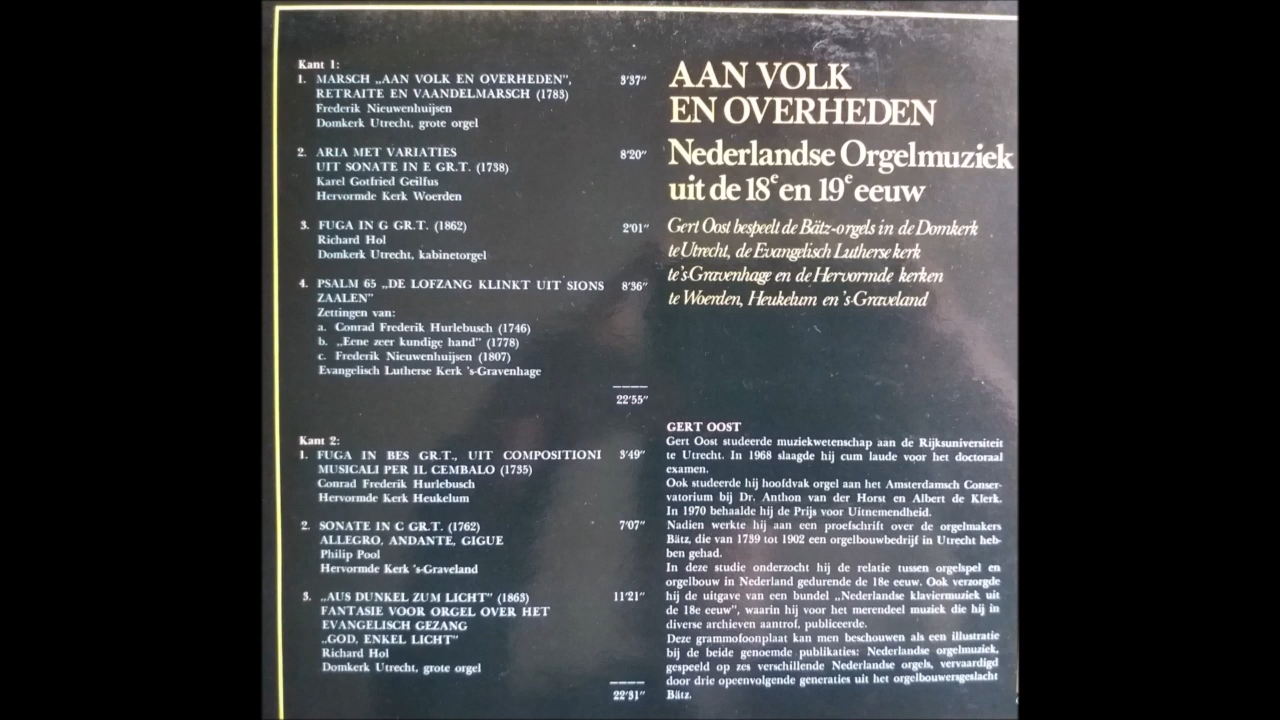 Kant 1:
1. MARSCH „AAN VOLK EN OVERHEDEN”, 3'37”
RETRAITE EN VAANDELMARSCH (1783)
Frederik Nieuwenhuijsen
Domkerk Utrecht, grote orgel
2. ARIA MET VARIATIES 8'20”
UIT SONATE IN E GR.T. (1738)
Karel Gotfried Geilfus
Hervormde Kerk Woerden
3. FUGA IN G GR.T. (1862) 2'01”
Richard Hol
Domkerk Utrecht, kabinetorgel
4. PSALM 65 „DE LOFZANG KLINKT UIT SIONS 8'36”
ZAALEN”
Zettingen van:
a. Conrad Frederik Hurlebusch (1746)
b. „Eene zeer kundige hand” (1778)
c. Frederik Nieuwenhuijsen (1807)
Evangelisch Lutherse Kerk 's-Gravenhage
22'55”
Kant 2:
1. FUGA IN BES GR.T., UIT COMPOSITIONI 3'49”
MUSICALI PER IL CEMBALO (1735)
Conrad Frederik Hurlebusch
Hervormde Kerk Heukelum
2. SONATE IN C GR.T. (1762) 7'07”
ALLEGRO, ANDANTE, GIGUE
Philip Pool
Hervormde Kerk 's-Graveland
3. „AUS DUNKEL ZUM LICHT” (1863) 11'21”
FANTASIE VOOR ORGEL OVER HET
EVANGELISCH GEZANG
„GOD, ENKEL LICHT”
Richard Hol
Domkerk Utrecht, grote orgel
22'31”
AAN VOLK
EN OVERHEDEN
Nederlandse Orgelmuziek
uit de 18e en 19e eeuw
Gert Oost bespeelt de Bätz-orgels in de Domkerk
te Utrecht, de Evangelisch Lutherse kerk
te 's-Gravenhage en de Hervormde kerken
te Woerden, Heukelum en 's-Graveland
GERT OOST
Gert Oost studeerde muziekwetenschap aan de Rijksuniversiteit
te Utrecht. In 1968 slaagde hij cum laude voor het doctoraal
examen.
Ook studeerde hij hoofdvak orgel aan het Amsterdamsch Conser-
vatorium bij Dr. Anthon van der Horst en Albert de Klerk.
In 1970 behaalde hij de Prijs voor Uitnemendheid.
Nadien werkte hij aan een proefschrift over de orgelmakers
Bätz, die van 1739 tot 1902 een orgelbouwbedrijf in Utrecht heb-
ben gehad.
In deze studie onderzocht hij de relatie tussen orgelspel en
orgelbouw in Nederland gedurende de 18e eeuw. Ook verzorgde
hij de uitgave van een bundel „Nederlandse klaviermuziek uit
de 18e eeuw”, waarin hij voor het merendeel muziek die hij in
diverse archieven aantrof, publiceerde.
Deze grammofoonplaat kan men beschouwen als een illustratie
bij de beide genoemde publikaties: Nederlandse orgelmuziek,
gespeeld op zes verschillende Nederlandse orgels, vervaardigd
door drie opeenvolgende generaties uit het orgelbouwersgeslacht
Bätz.